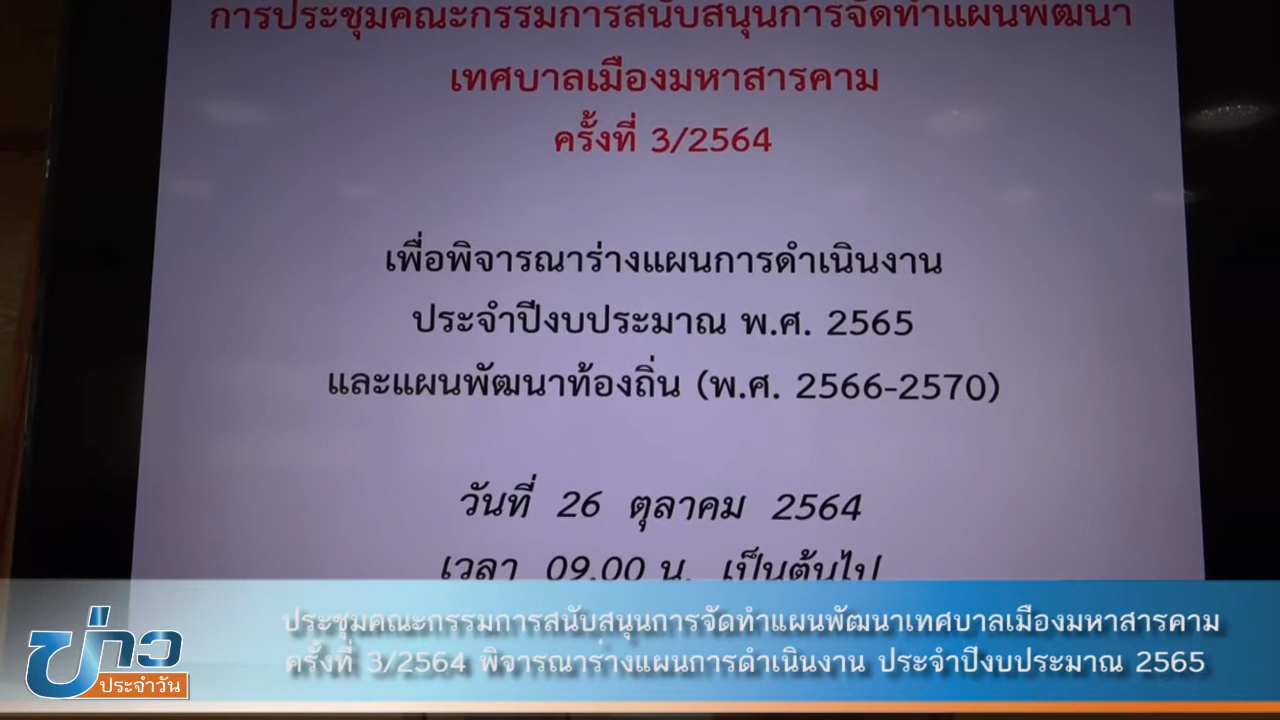 การประชุมคณะกรรมการสนับสนุนการจัดทำแผนพัฒนา
เทศบาลเมืองมหาสารคาม
ครั้งที่ 3/2564
เพื่อพิจารณาร่างแผนการดำเนินงาน
ประจำปีงบประมาณ พ.ศ. 2565
และแผนพัฒนาท้องถิ่น (พ.ศ. 2566-2570)
วันที่ 26 ตุลาคม 2564
เวลา 09.00 น. เป็นต้นไป
ข่าว
ประจำวัน
ประชุมคณะกรรมการสนับสนุนการจัดทำแผนพัฒนาเทศบาลเมืองมหาสารคาม
ครั้งที่ 3/2564 พิจารณาร่างแผนการดำเนินงาน ประจำปีงบประมาณ 2565